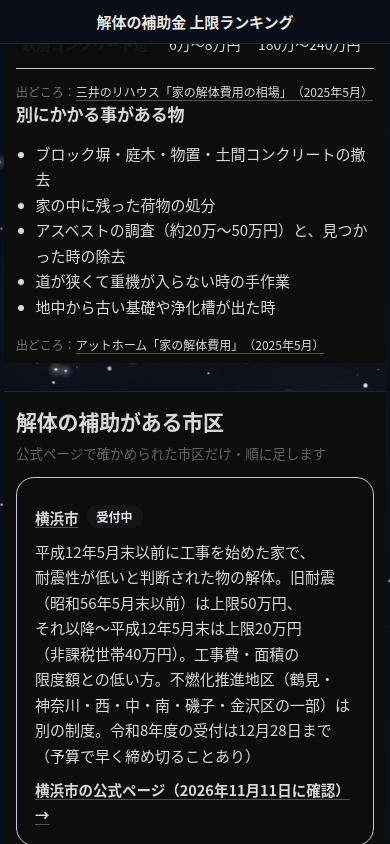 解体の補助金 上限ランキング
6万〜8万円 180万〜240万円
出どころ：三井のリハウス「家の解体費用の相場」（2025年5月）
別にかかる事がある物
ブロック塀・庭木・物置・土間コンクリートの撤
去
家の中に残った荷物の処分
アスベストの調査（約20万〜50万円）と、見つか
った時の除去
道が狭くて重機が入らない時の手作業
地中から古い基礎や浄化槽が出た時
出どころ：アットホーム「家の解体費用」（2025年5月）
解体の補助がある市区
公式ページで確かめられた市区だけ・順に足します
横浜市 受付中
平成12年5月末以前に工事を始めた家で、
耐震性が低いと判断された物の解体。旧耐震
（昭和56年5月末以前）は上限50万円、
それ以降〜平成12年5月末は上限20万円
（非課税世帯40万円）。工事費・面積の
限度額との低い方。不燃化推進地区（鶴見・
神奈川・西・中・南・磯子・金沢区の一部）は
別の制度。令和8年度の受付は12月28日まで
（予算で早く締め切ることあり）
横浜市の公式ページ（2026年11月11日に確認）
→